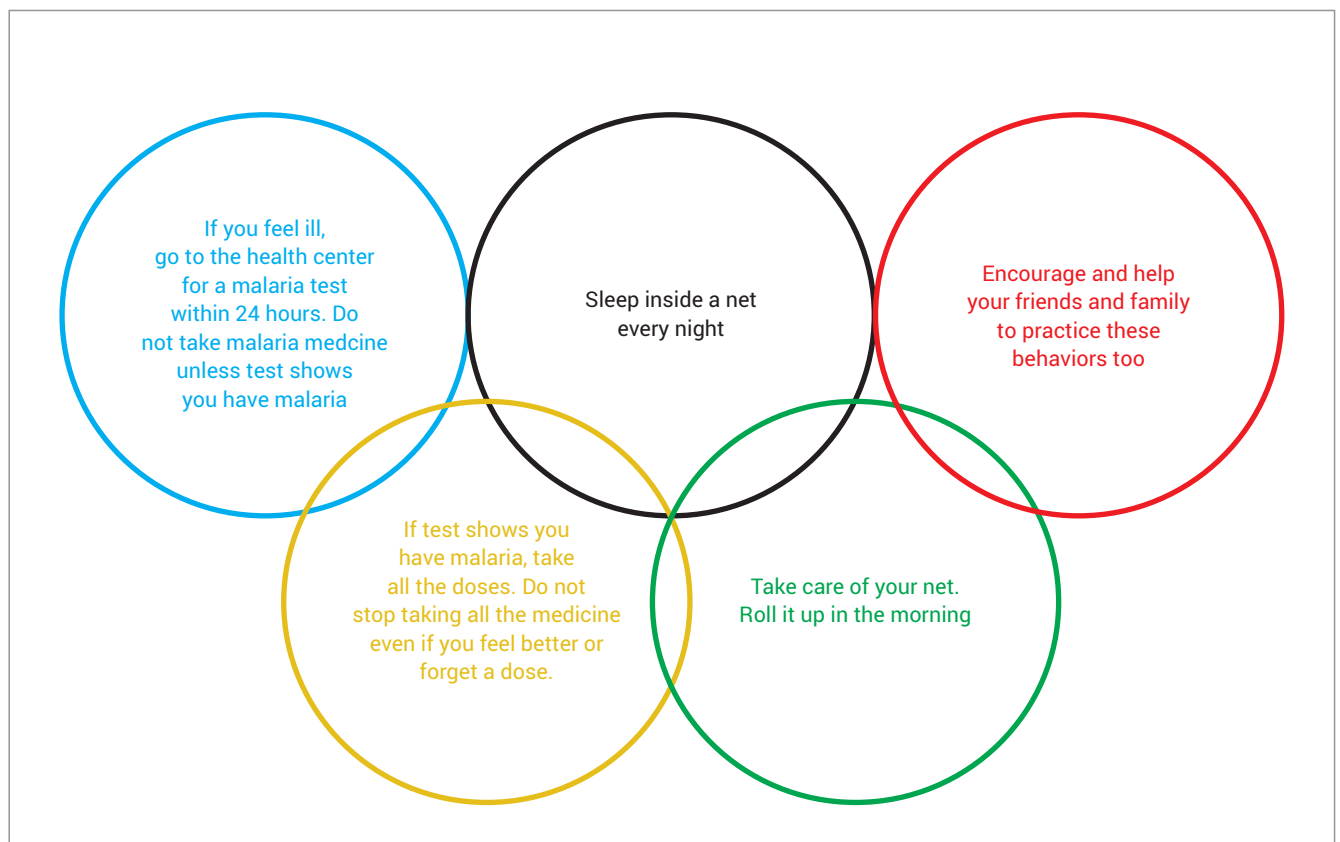 If you feel ill,
go to the health center
for a malaria test
within 24 hours. Do
not take malaria medcine
unless test shows
you have malaria
Sleep inside a net
every night
Encourage and help
your friends and family
to practice these
behaviors too
If test shows you
have malaria, take
all the doses. Do not
stop taking all the medicine
even if you feel better or
forget a dose.
Take care of your net.
Roll it up in the morning